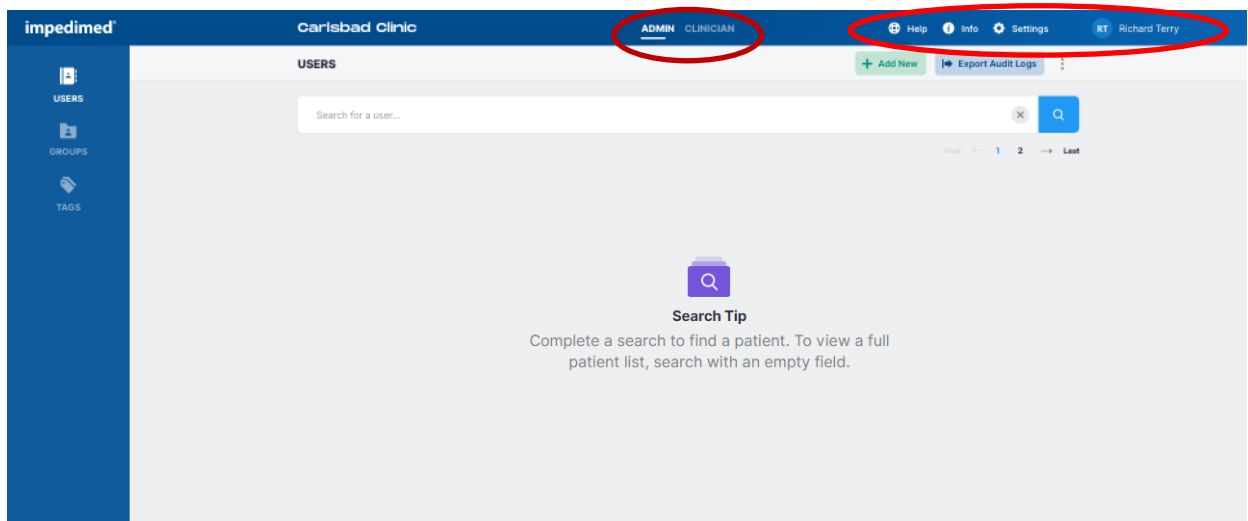 impedimed®
Carlsbad Clinic
ADMIN CLINICIAN
Help Info Settings RT Richard Terry
USERS
GROUPS
TAGS
USERS
+ Add New Export Audit Logs
Search for a user...
First ← 1 2 → Last
Search Tip
Complete a search to find a patient. To view a full
patient list, search with an empty field.